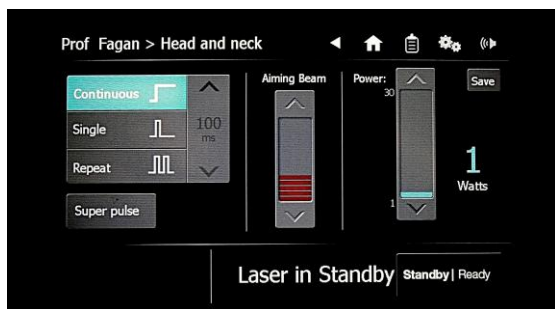 Prof Fagan > Head and neck
Continuous
Single
Repeat
100
ms
Super pulse
Aiming Beam
Power:
30
1
Save
1
Watts
Laser in Standby
Standby | Ready